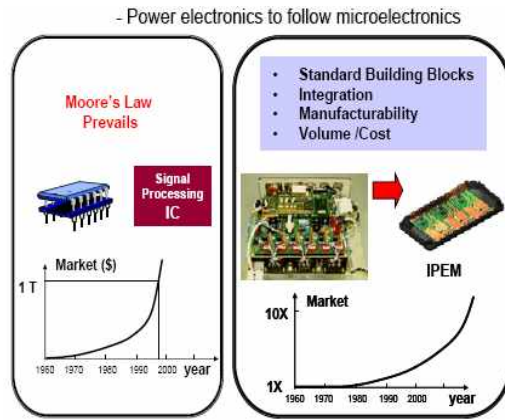 - Power electronics to follow microelectronics
Moore's Law
Prevails
Signal
Processing
IC
Market ($)
1 T
1960 1970 1980 1990 2000 year
• Standard Building Blocks
• Integration
• Manufacturability
• Volume /Cost
IPEM
Market
10X
1X
1960 1970 1980 1990 2000 year